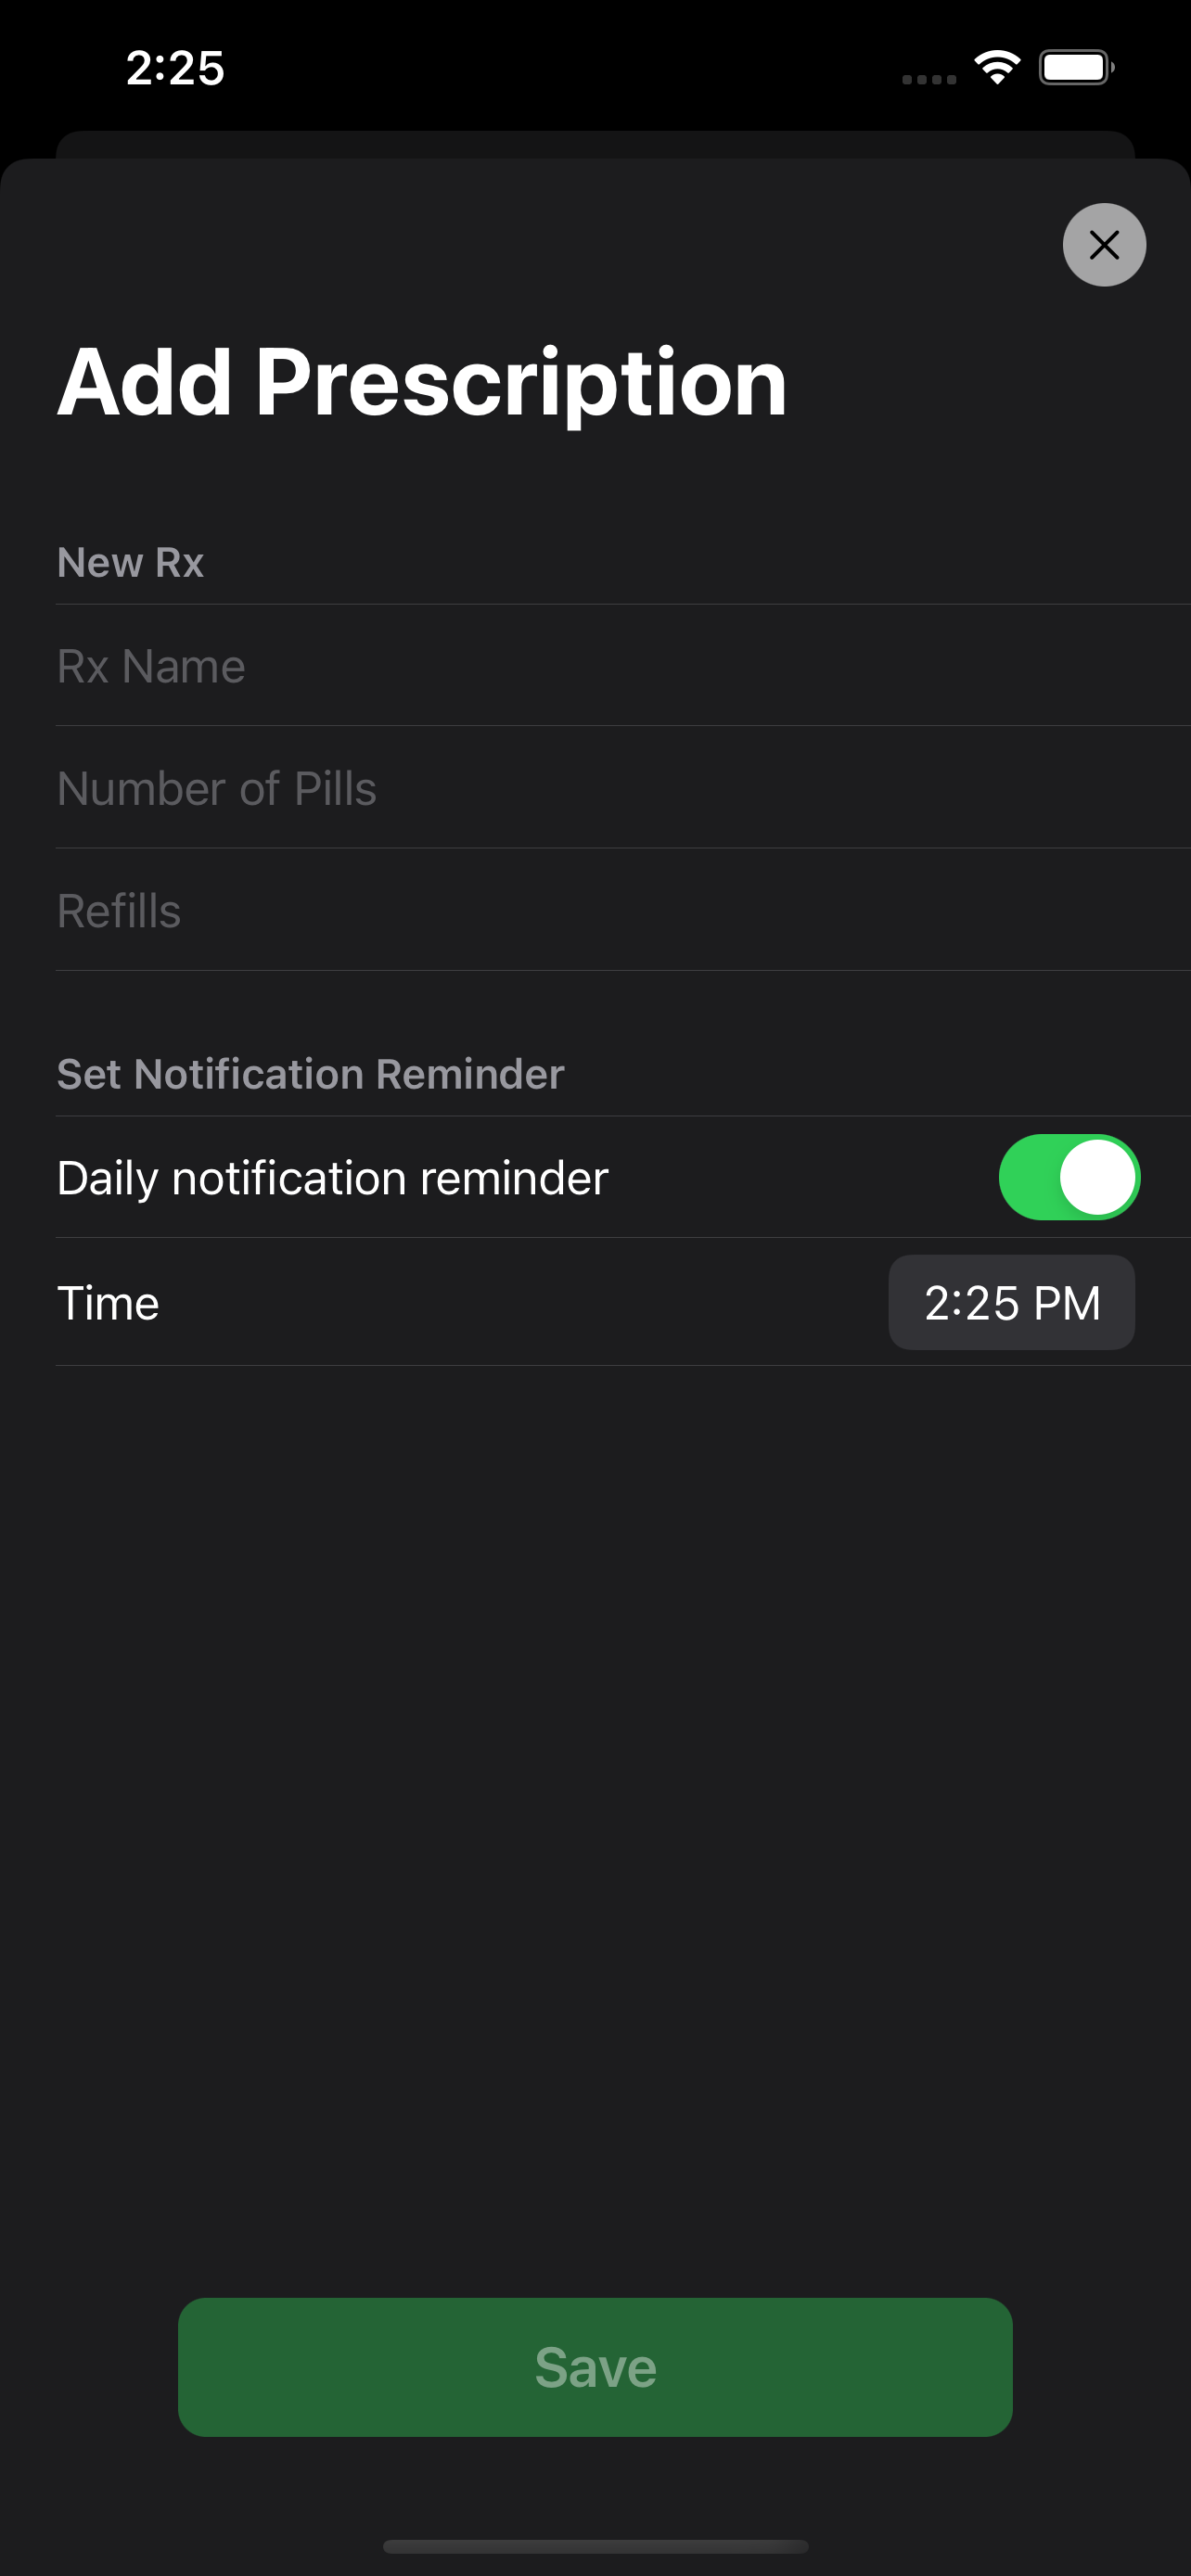 2:25
Add Prescription
New Rx
Rx Name
Number of Pills
Refills
Set Notification Reminder
Daily notification reminder
Time 2:25 PM
Save